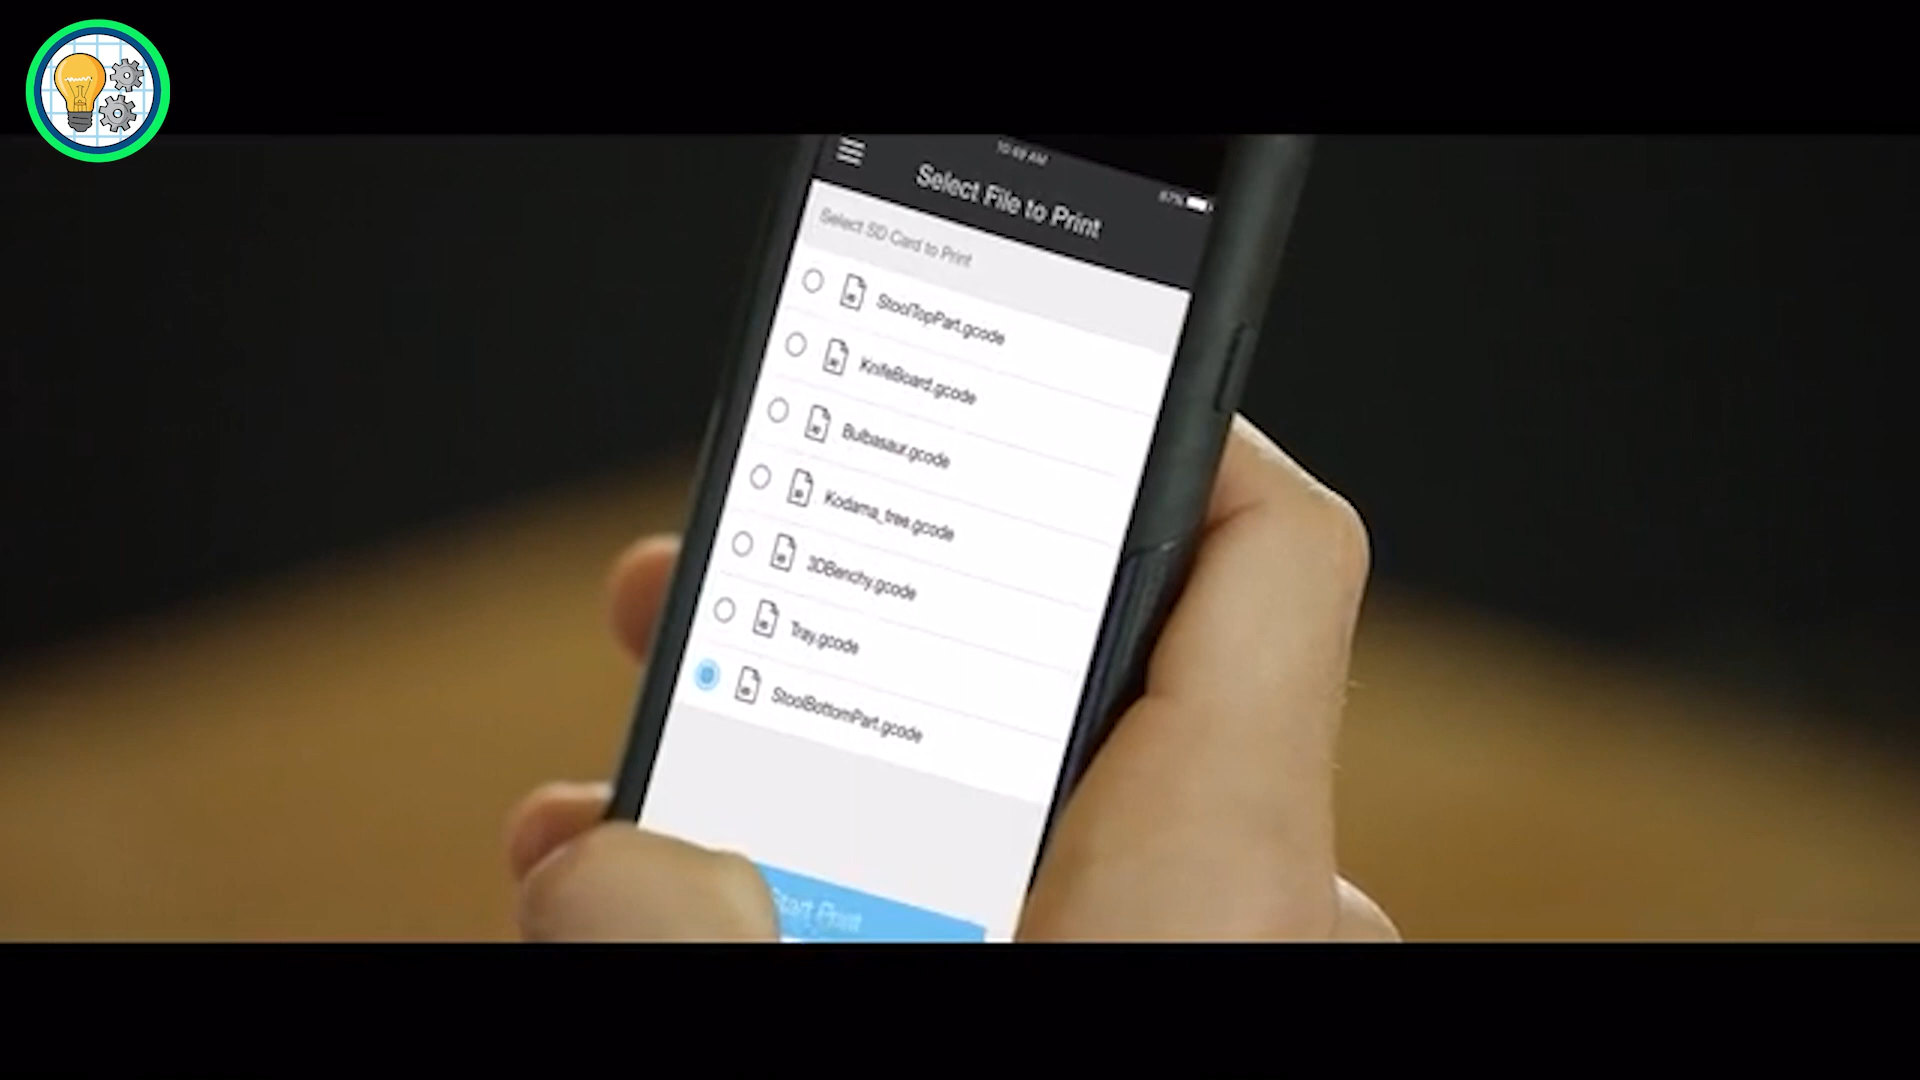 10:49 AM
87%
Select File to Print
Select SD Card to Print
StoolTopPart.gcode
KnifeBoard.gcode
Bulbasaur.gcode
Kodama_tree.gcode
3DBenchy.gcode
Tray.gcode
StoolBottomPart.gcode
Start Print